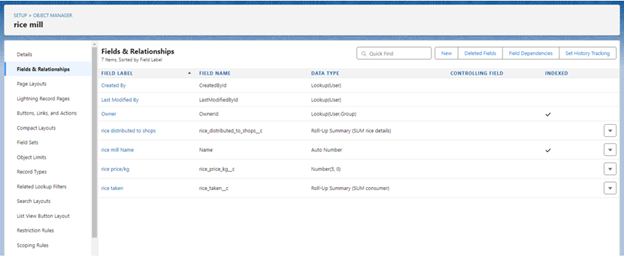 SETUP > OBJECT MANAGER
rice mill
Details
Fields & Relationships
Page Layouts
Lightning Record Pages
Buttons, Links, and Actions
Compact Layouts
Field Sets
Object Limits
Record Types
Related Lookup Filters
Search Layouts
List View Button Layout
Restriction Rules
Scoping Rules
Fields & Relationships
7 Items, Sorted by Field Label
Quick Find
New
Deleted Fields
Field Dependencies
Set History Tracking
FIELD LABEL FIELD NAME DATA TYPE CONTROLLING FIELD INDEXED
Created By CreatedById Lookup(User)
Last Modified By LastModifiedById Lookup(User)
Owner OwnerId Lookup(User,Group)
rice distributed to shops rice_distributed_to_shops__c Roll-Up Summary (SUM rice details)
rice mill Name Name Auto Number
rice price/kg rice_price_kg__c Number(5, 0)
rice taken rice_taken__c Roll-Up Summary (SUM consumer)